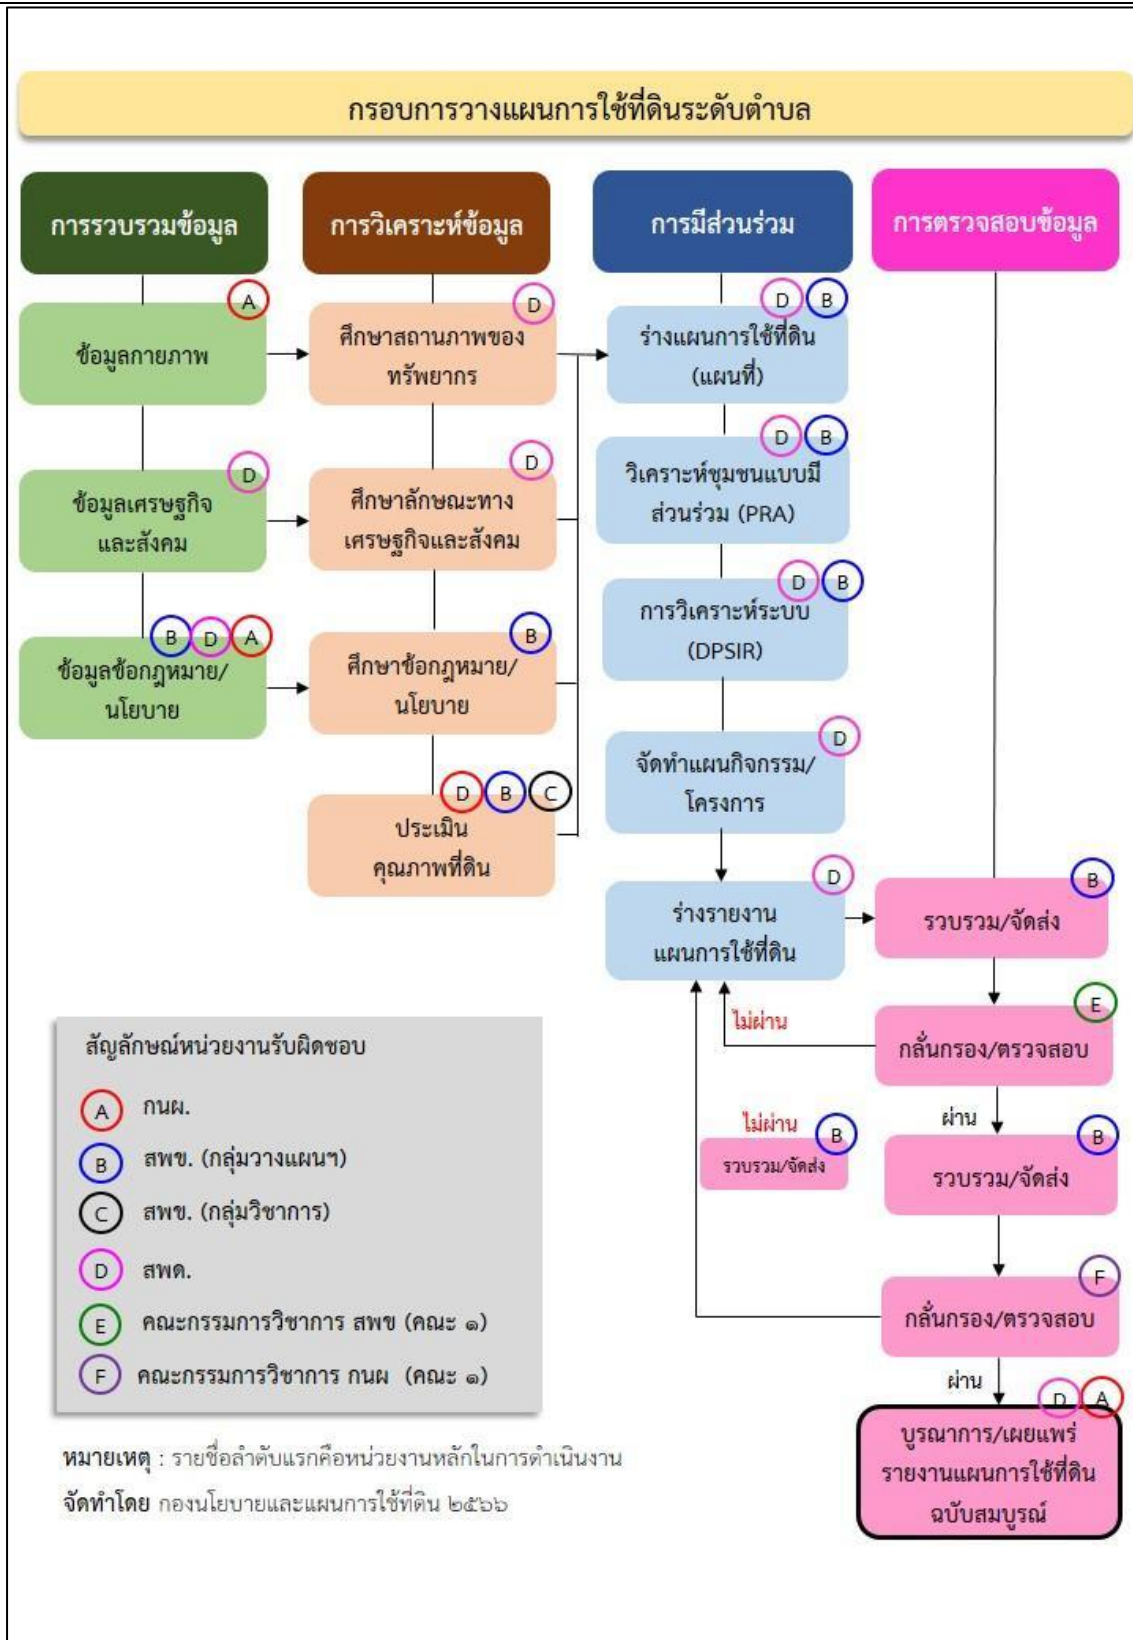 กรอบการวางแผนการใช้ที่ดินระดับตำบล
การรวบรวมข้อมูล
การวิเคราะห์ข้อมูล
การมีส่วนร่วม
การตรวจสอบข้อมูล
A
ข้อมูลกายภาพ
D
ข้อมูลเศรษฐกิจ
และสังคม
B D A
ข้อมูลข้อกฎหมาย/
นโยบาย
D
ศึกษาสถานภาพของ
ทรัพยากร
D
ศึกษาลักษณะทาง
เศรษฐกิจและสังคม
B
ศึกษาข้อกฎหมาย/
นโยบาย
D B C
ประเมิน
คุณภาพที่ดิน
D B
ร่างแผนการใช้ที่ดิน
(แผนที่)
D B
วิเคราะห์ชุมชนแบบมี
ส่วนร่วม (PRA)
D B
การวิเคราะห์ระบบ
(DPSIR)
D
จัดทำแผนกิจกรรม/
โครงการ
D
ร่างรายงาน
แผนการใช้ที่ดิน
B
รวบรวม/จัดส่ง
E
กลั่นกรอง/ตรวจสอบ
ไม่ผ่าน
ผ่าน
B
รวบรวม/จัดส่ง
ไม่ผ่าน
B
รวบรวม/จัดส่ง
F
กลั่นกรอง/ตรวจสอบ
ผ่าน
D A
บูรณาการ/เผยแพร่
รายงานแผนการใช้ที่ดิน
ฉบับสมบูรณ์
สัญลักษณ์หน่วยงานรับผิดชอบ
A กนผ.
B สพข. (กลุ่มวางแผนฯ)
C สพข. (กลุ่มวิชาการ)
D สพด.
E คณะกรรมการวิชาการ สพข (คณะ ๑)
F คณะกรรมการวิชาการ กนผ (คณะ ๑)
หมายเหตุ : รายชื่อลำดับแรกคือหน่วยงานหลักในการดำเนินงาน
จัดทำโดย กองนโยบายและแผนการใช้ที่ดิน ๒๕๖๖